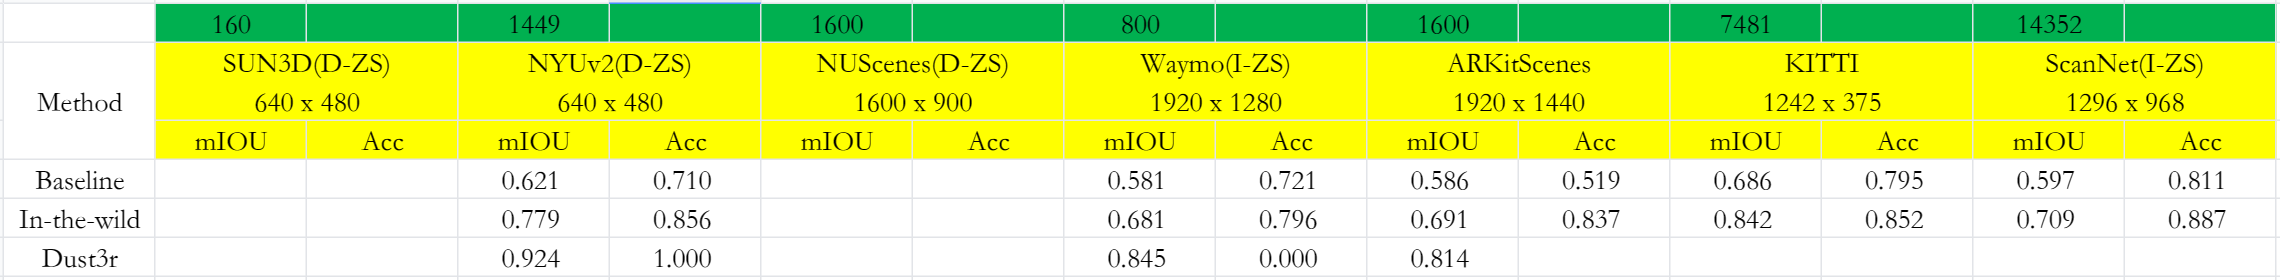 160 1449 1600 800 1600 7481 14352
SUN3D(D-ZS) NYUv2(D-ZS) NUScenes(D-ZS) Waymo(I-ZS) ARKitScenes KITTI ScanNet(I-ZS)
Method 640 x 480 640 x 480 1600 x 900 1920 x 1280 1920 x 1440 1242 x 375 1296 x 968
mIOU Acc mIOU Acc mIOU Acc mIOU Acc mIOU Acc mIOU Acc mIOU Acc
Baseline 0.621 0.710 0.581 0.721 0.586 0.519 0.686 0.795 0.597 0.811
In-the-wild 0.779 0.856 0.681 0.796 0.691 0.837 0.842 0.852 0.709 0.887
Dust3r 0.924 1.000 0.845 0.000 0.814